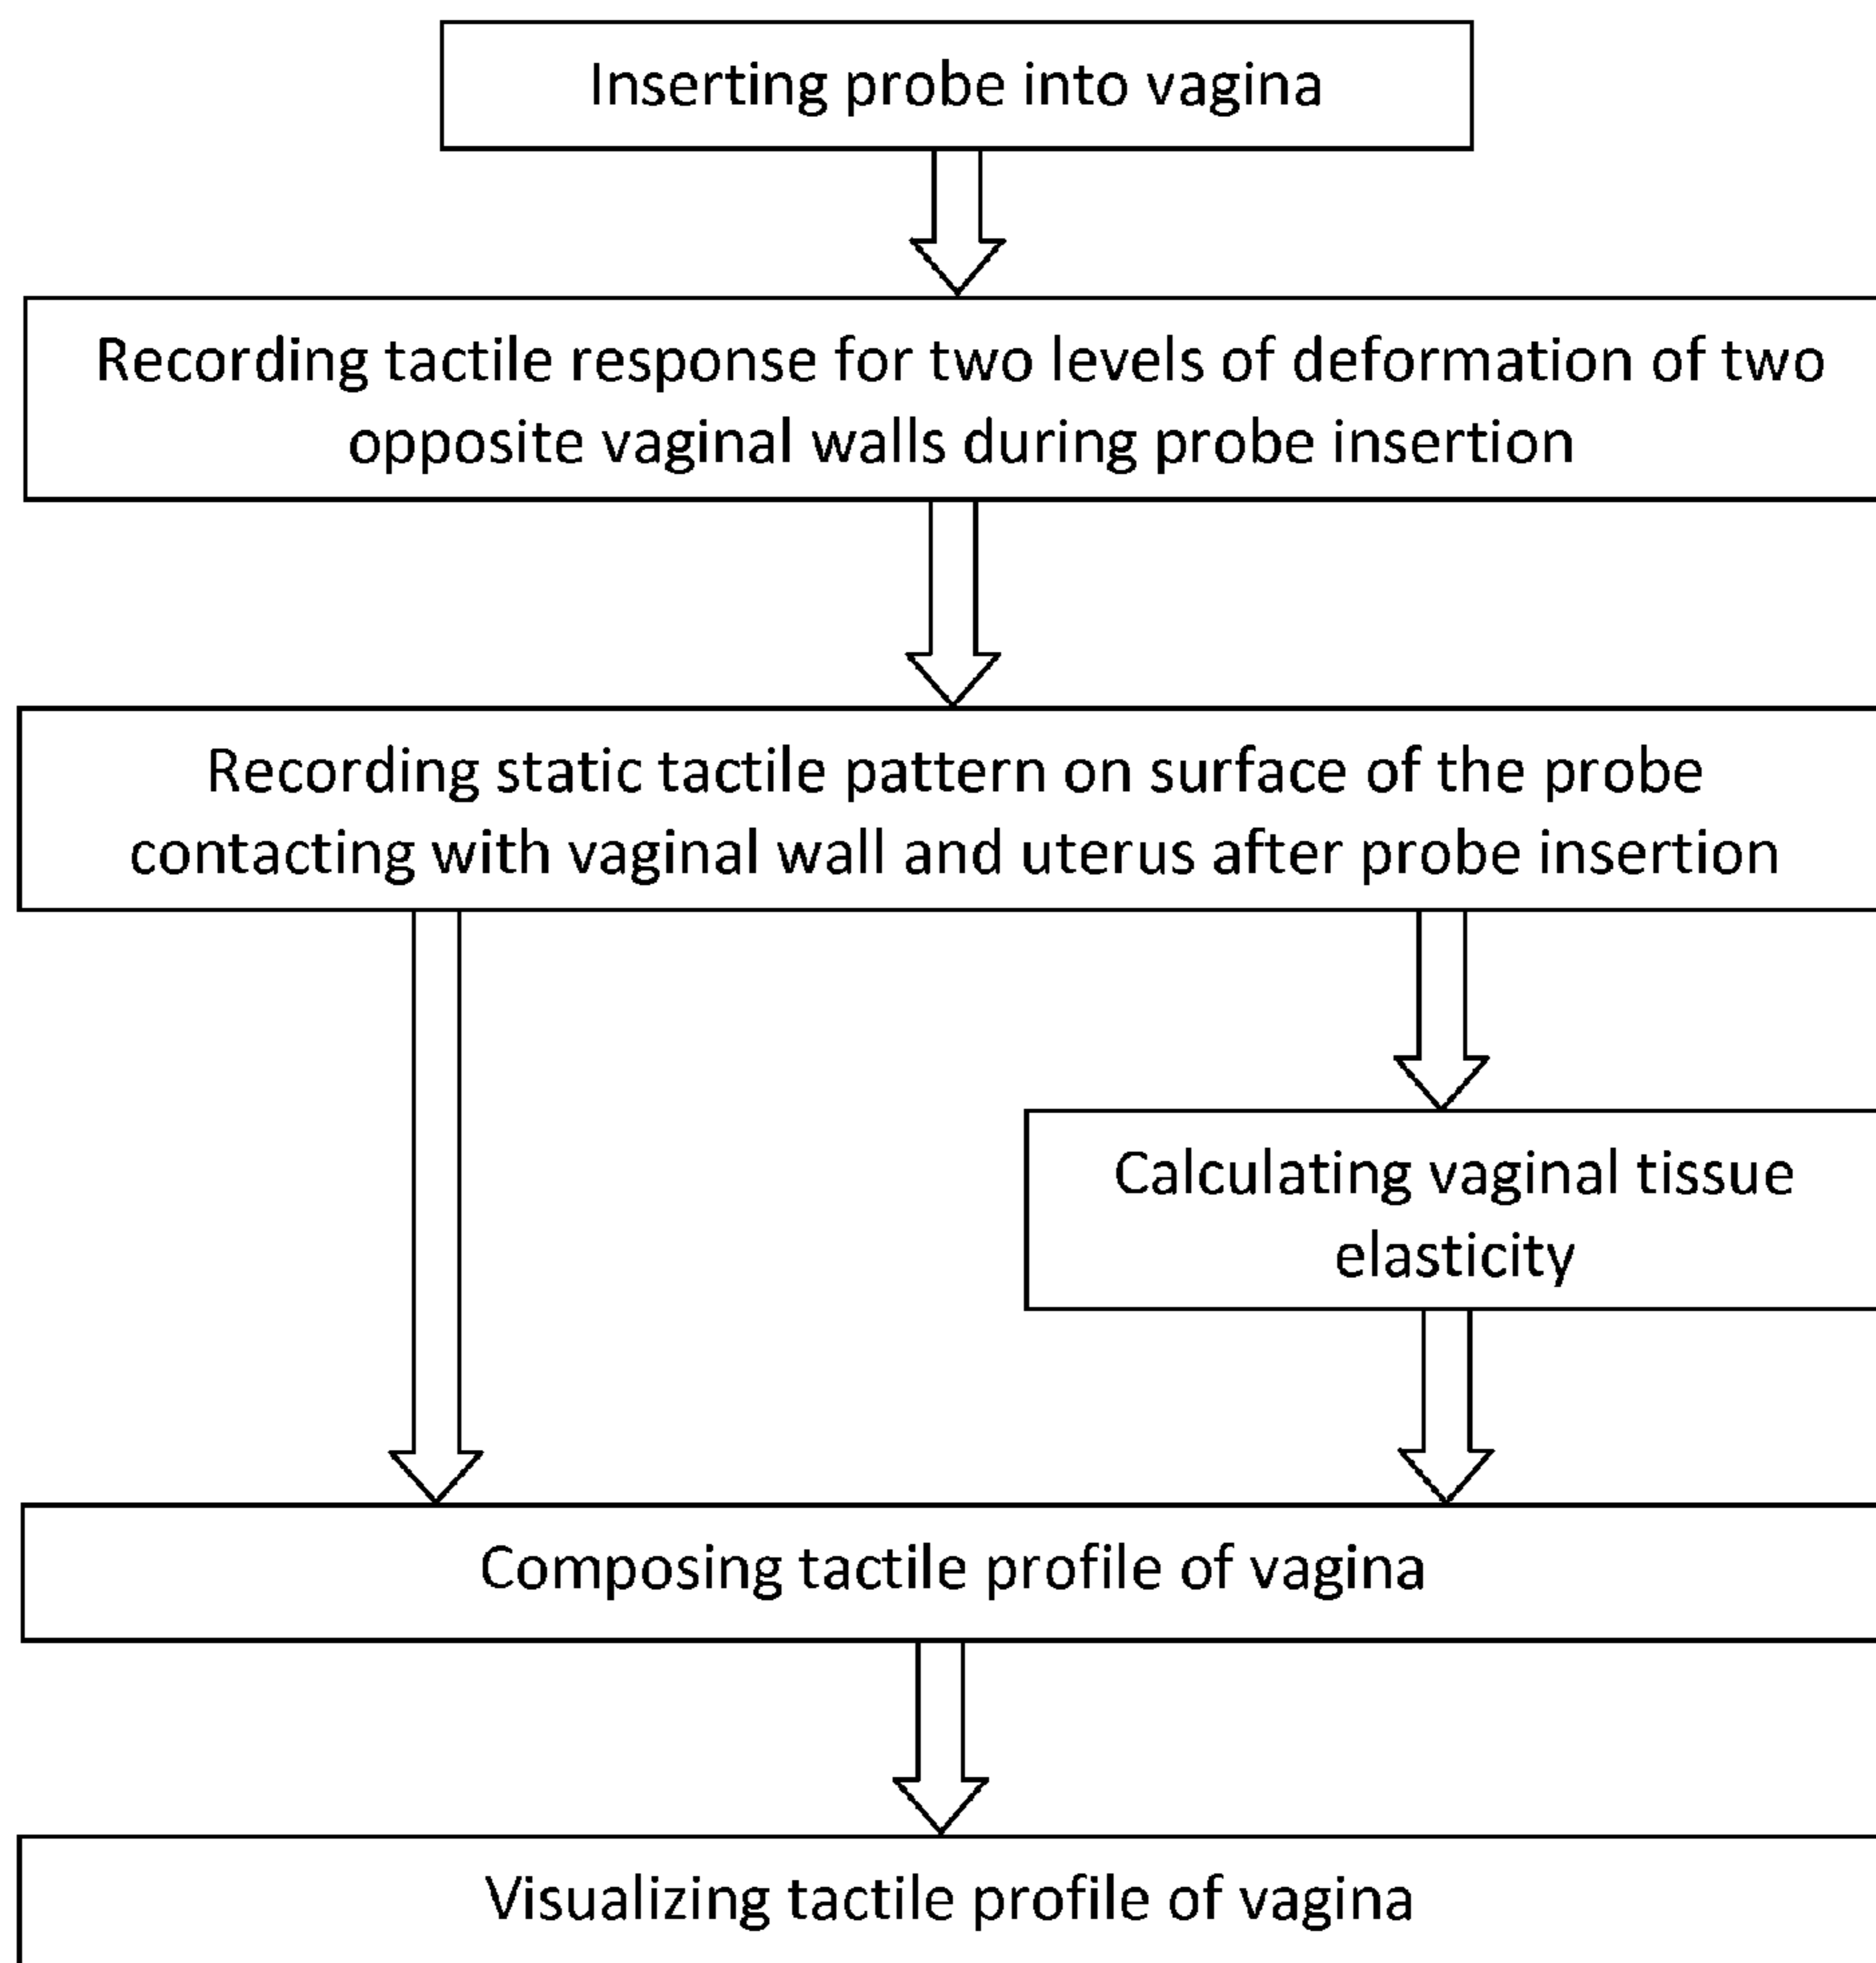 Inserting probe into vagina
Recording tactile response for two levels of deformation of two
opposite vaginal walls during probe insertion
Recording static tactile pattern on surface of the probe
contacting with vaginal wall and uterus after probe insertion
Calculating vaginal tissue
elasticity
Composing tactile profile of vagina
Visualizing tactile profile of vagina